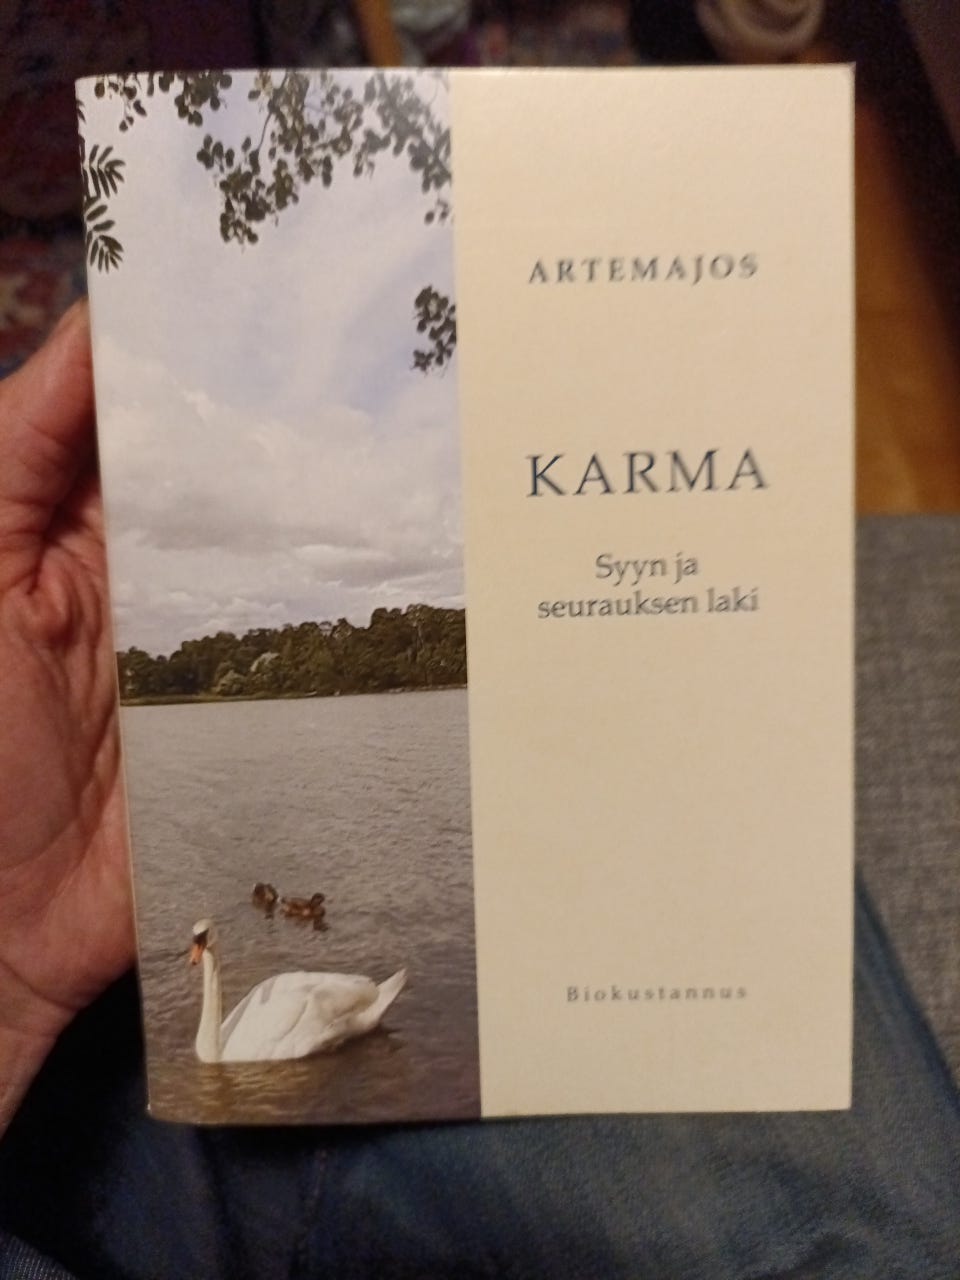 ARTEMAJOS
KARMA
Syyn ja
seurauksen laki
Biokustannus